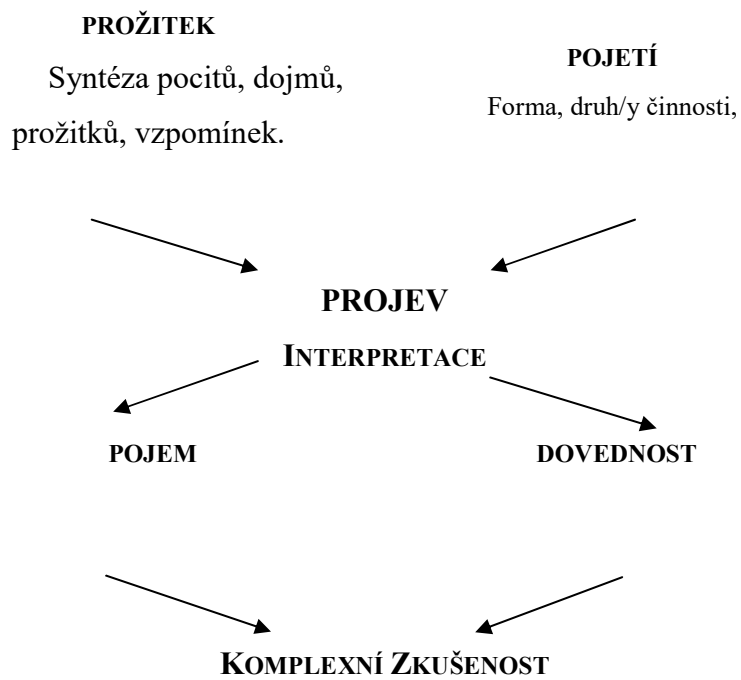 PROŽITEK
Syntéza pocitů, dojmů,
prožitků, vzpomínek.
POJETÍ
Forma, druh/y činnosti,
PROJEV
INTERPRETACE
POJEM
DOVEDNOST
KOMPLEXNÍ ZKUŠENOST